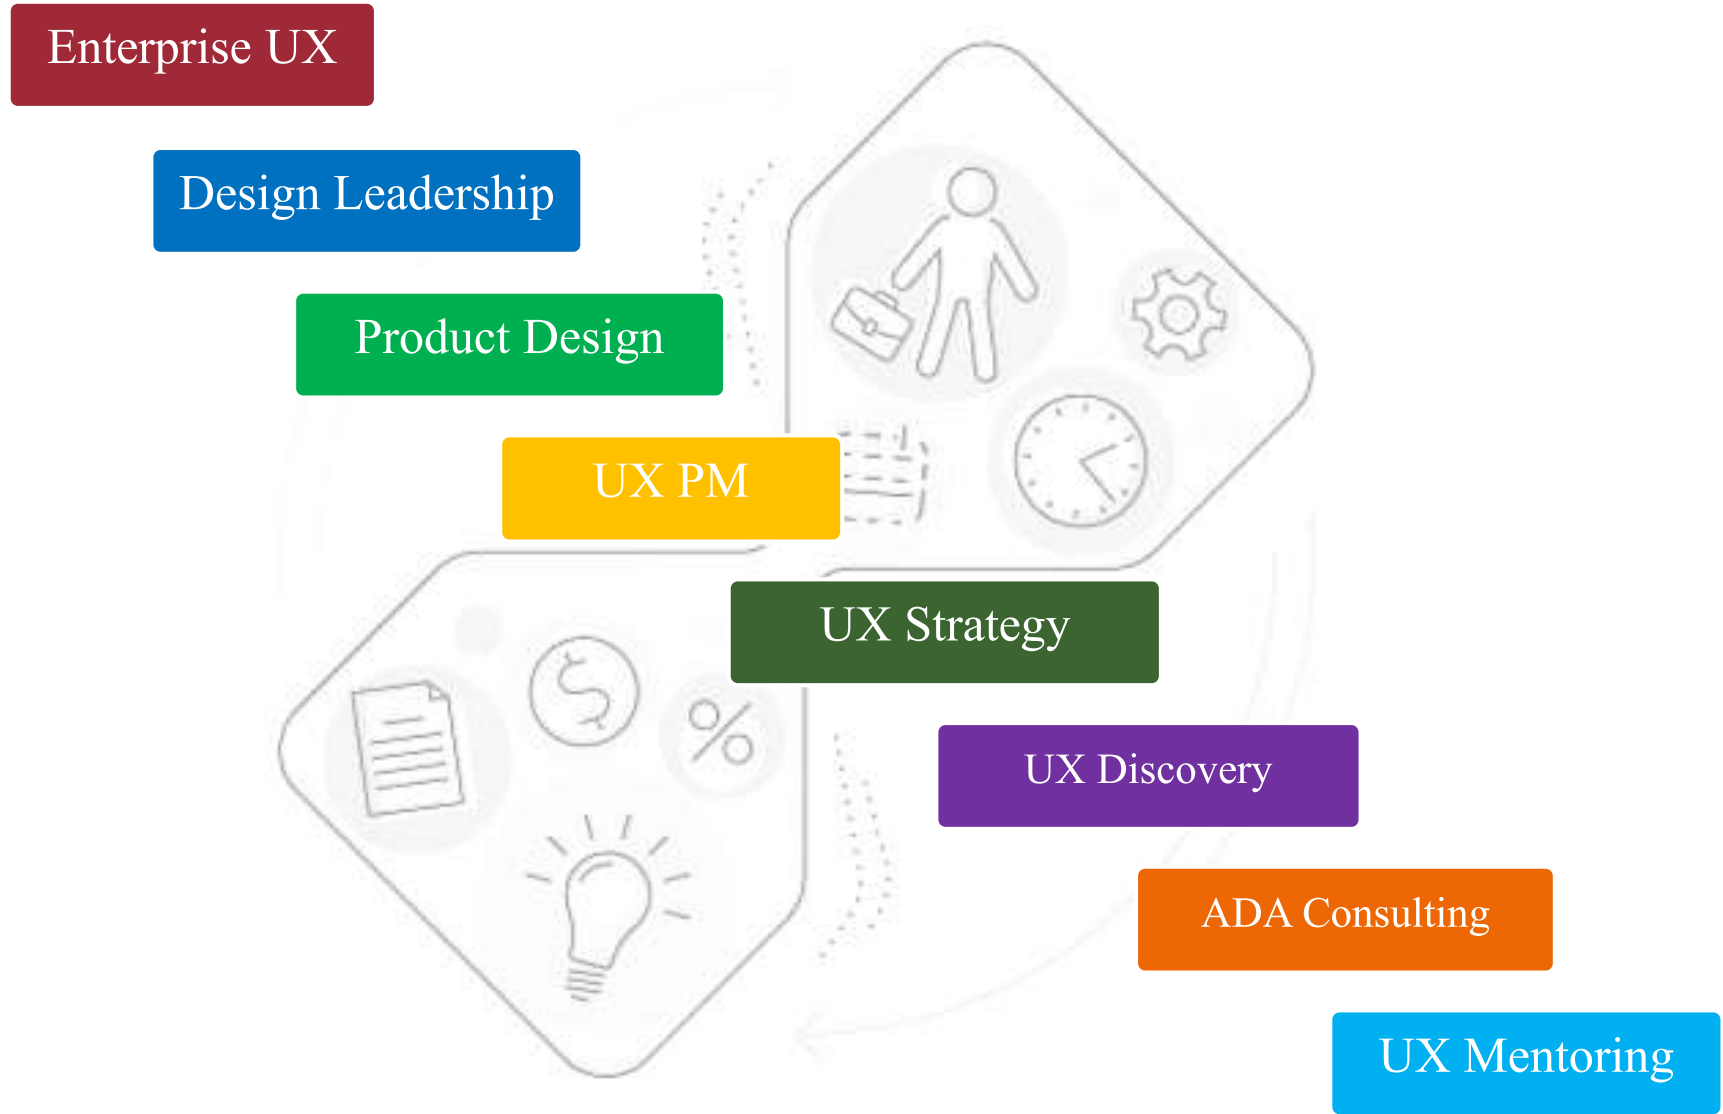 Enterprise UX
Design Leadership
Product Design
UX PM
UX Strategy
UX Discovery
ADA Consulting
UX Mentoring